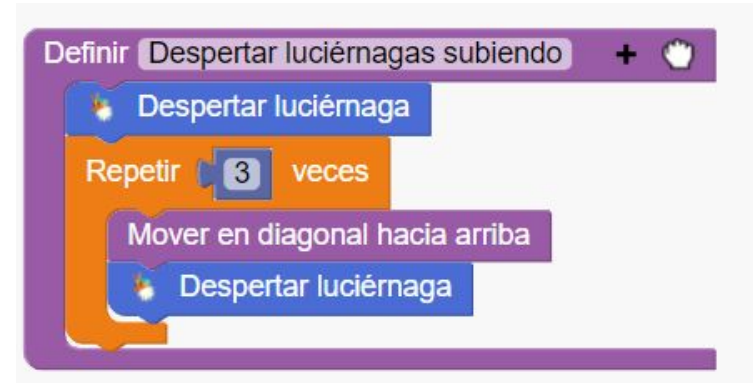 Definir Despertar luciérnagas subiendo +
Despertar luciérnaga
Repetir 3 veces
Mover en diagonal hacia arriba
Despertar luciérnaga